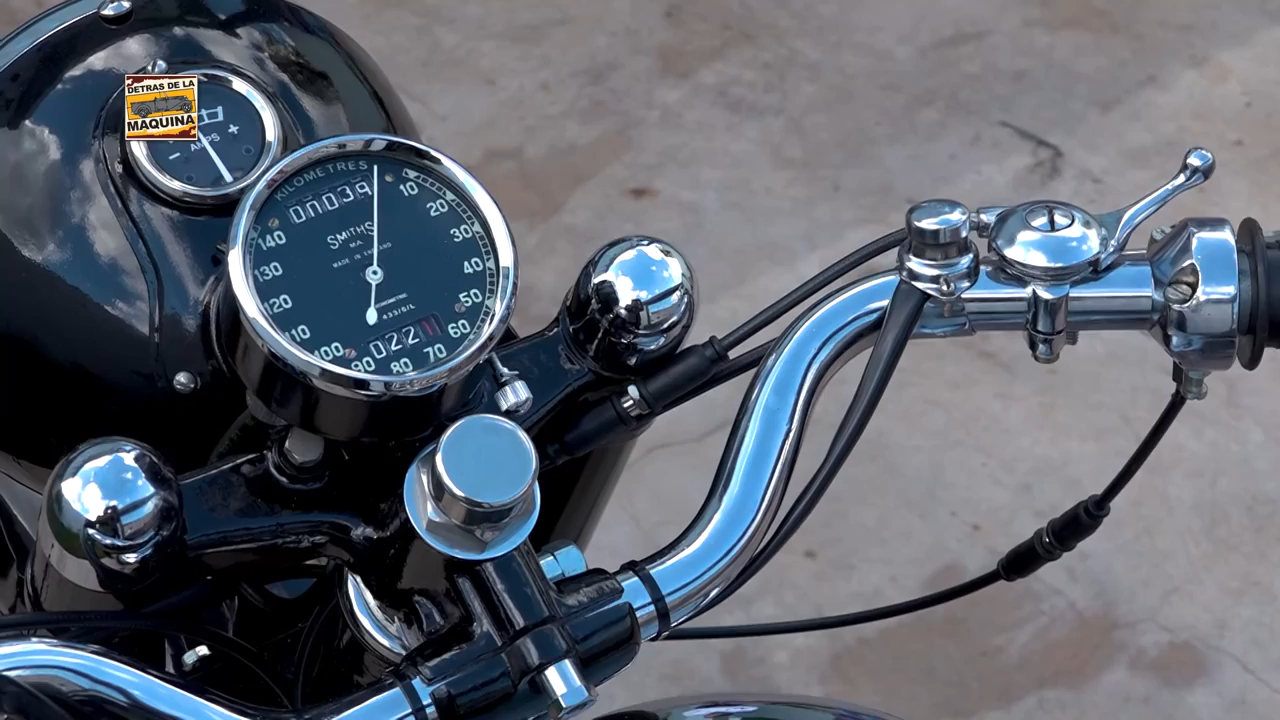 DETRAS DE LA
MAQUINA
AMPS
- +
KILOMETRES
00039
SMITHS
M.A.
MADE IN ENGLAND
10
20
30
40
50
60
70
80
90
100
110
120
130
140
022